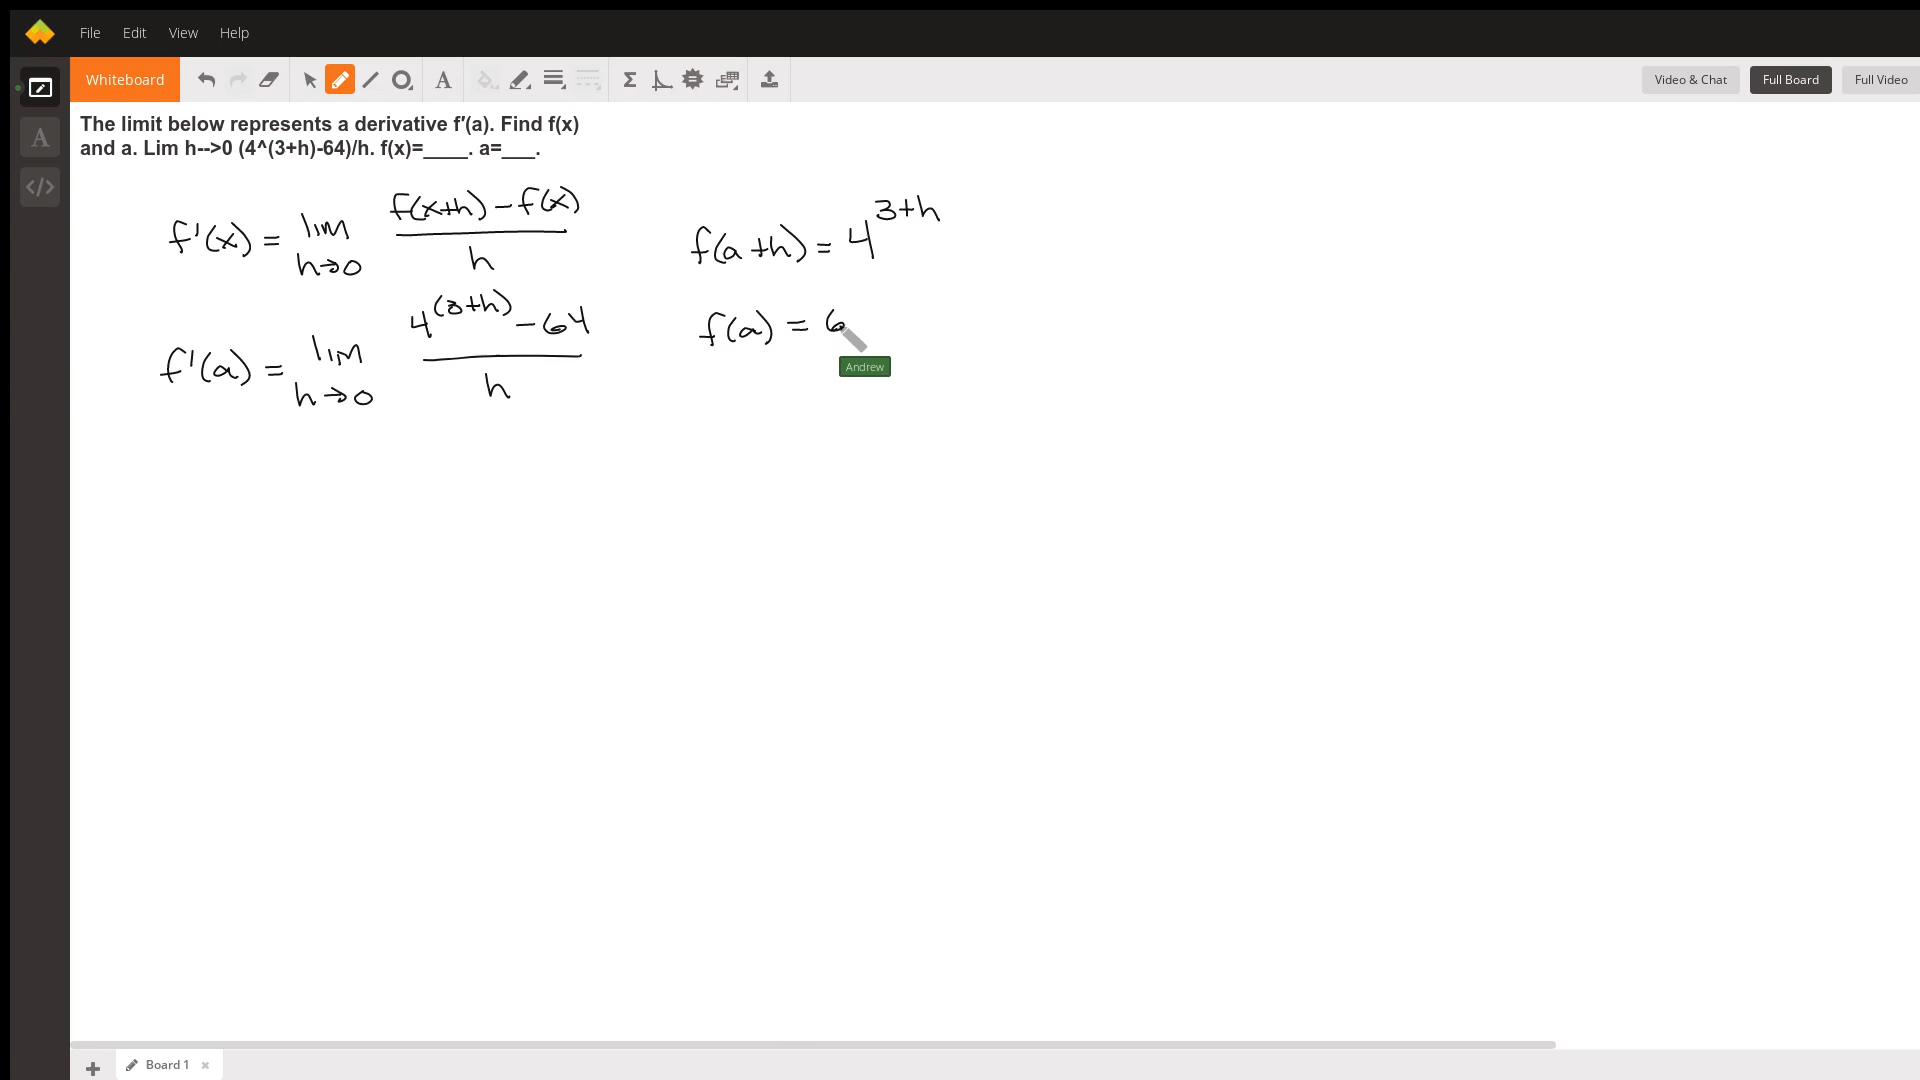 File Edit View Help
Whiteboard
Video & Chat Full Board Full Video
The limit below represents a derivative f′(a). Find f(x)
and a. Lim h-->0 (4^(3+h)-64)/h. f(x)=____. a=___.
f'(x) = lim h→0 f(x+h) - f(x) / h
f'(a) = lim h→0 4^(3+h) - 64 / h
f(a+h) = 4^3+h
f(a) = 6
Andrew
Board 1